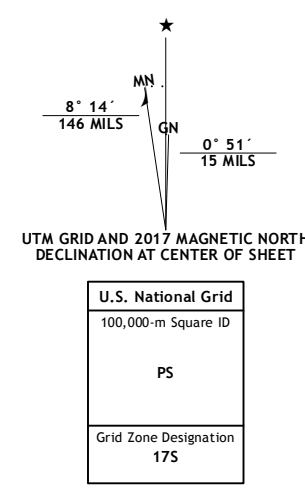 MN
8° 14´
146 MILS
GN
0° 51´
15 MILS
UTM GRID AND 2017 MAGNETIC NORTH
DECLINATION AT CENTER OF SHEET
U.S. National Grid
100,000-m Square ID
PS
Grid Zone Designation
17S